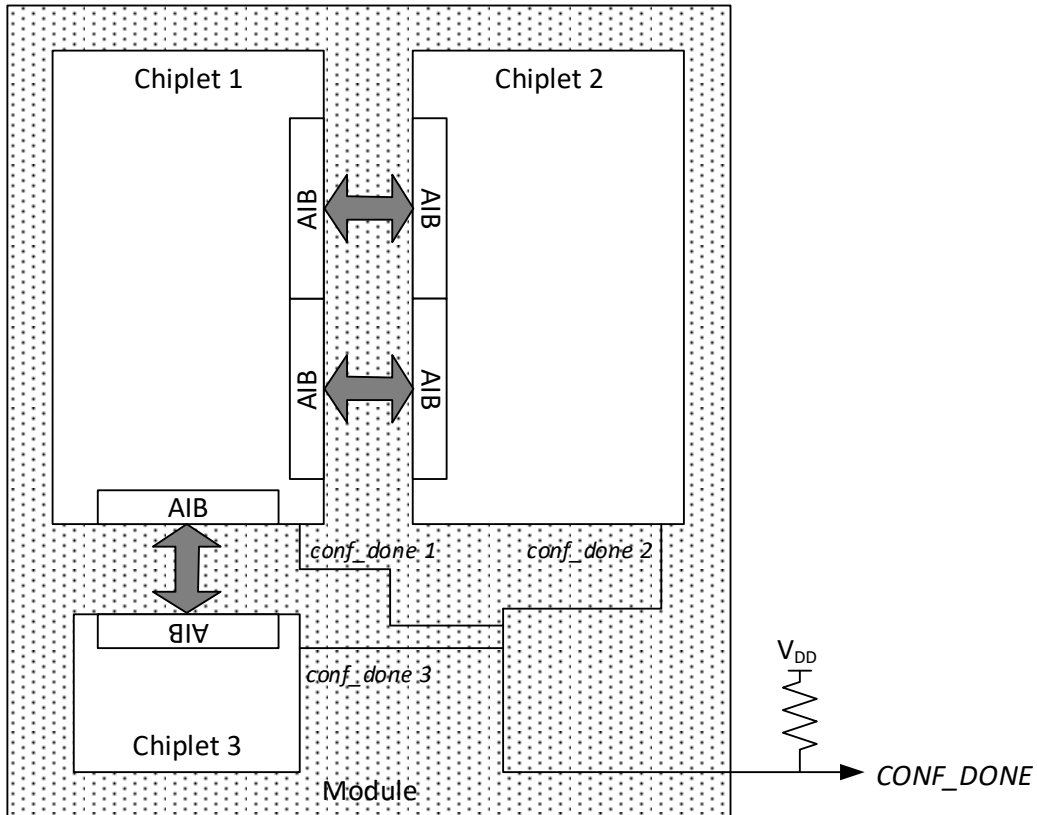 Chiplet 1
Chiplet 2
AIB
AIB
AIB
AIB
AIB
conf_done 1
conf_done 2
AIB
conf_done 3
Chiplet 3
Module
VDD
CONF_DONE